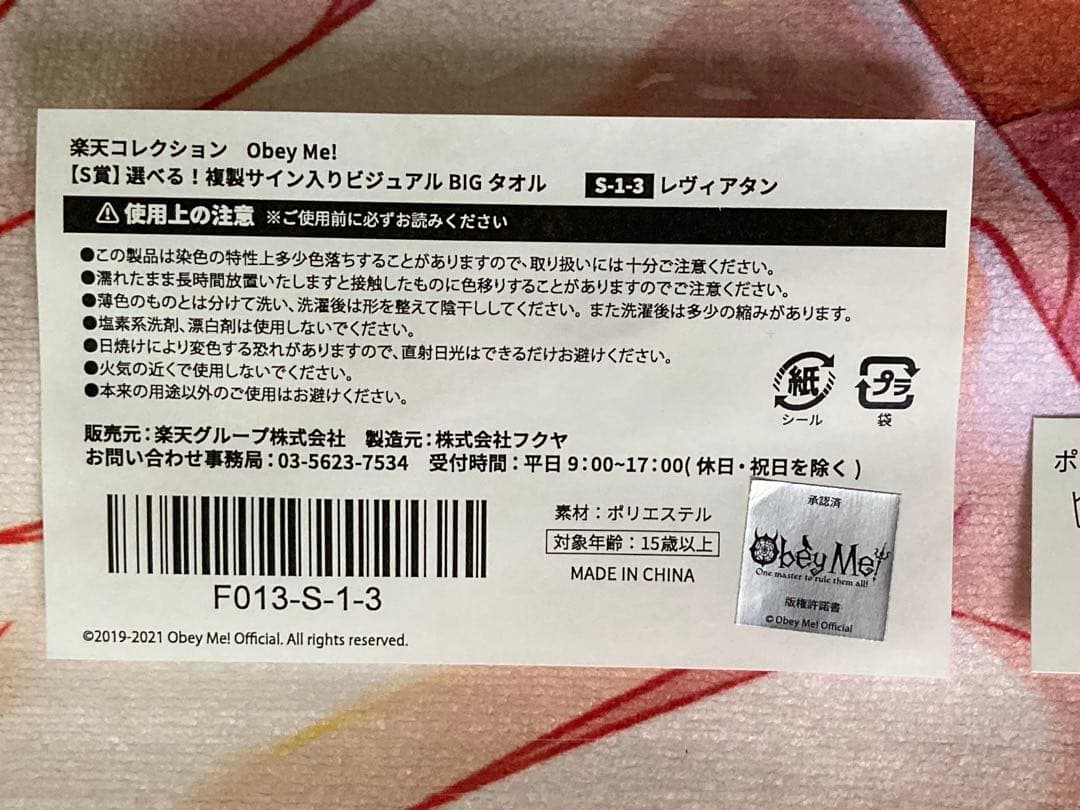 楽天コレクション Obey Me!
【S賞】選べる！複製サイン入りビジュアル BIG タオル S-1-3 レヴィアタン
⚠使用上の注意 ※ご使用前に必ずお読みください
●この製品は染色の特性上多少色落ちすることがありますので、取り扱いには十分ご注意ください。
●濡れたまま長時間放置いたしますと接触したものに色移りすることがありますのでご注意ください。
●薄色のものとは分けて洗い、洗濯後は形を整えて陰干ししてください。また洗濯後は多少の縮みがあります。
●塩素系洗剤、漂白剤は使用しないでください。
●日焼けにより変色する恐れがありますので、直射日光はできるだけお避けください。
●火気の近くで使用しないでください。
●本来の用途以外のご使用はお避けください。
紙 プラ
シール 袋
販売元：楽天グループ株式会社 製造元：株式会社フクヤ
お問い合わせ事務局：03-5623-7534 受付時間：平日 9:00~17:00( 休日・祝日を除く )
素材：ポリエステル
対象年齢：15歳以上
MADE IN CHINA
F013-S-1-3
©2019-2021 Obey Me! Official. All rights reserved.
承認済
Obey Me!
One master to rule them all!
版権許諾書
© Obey Me! Official
ポ